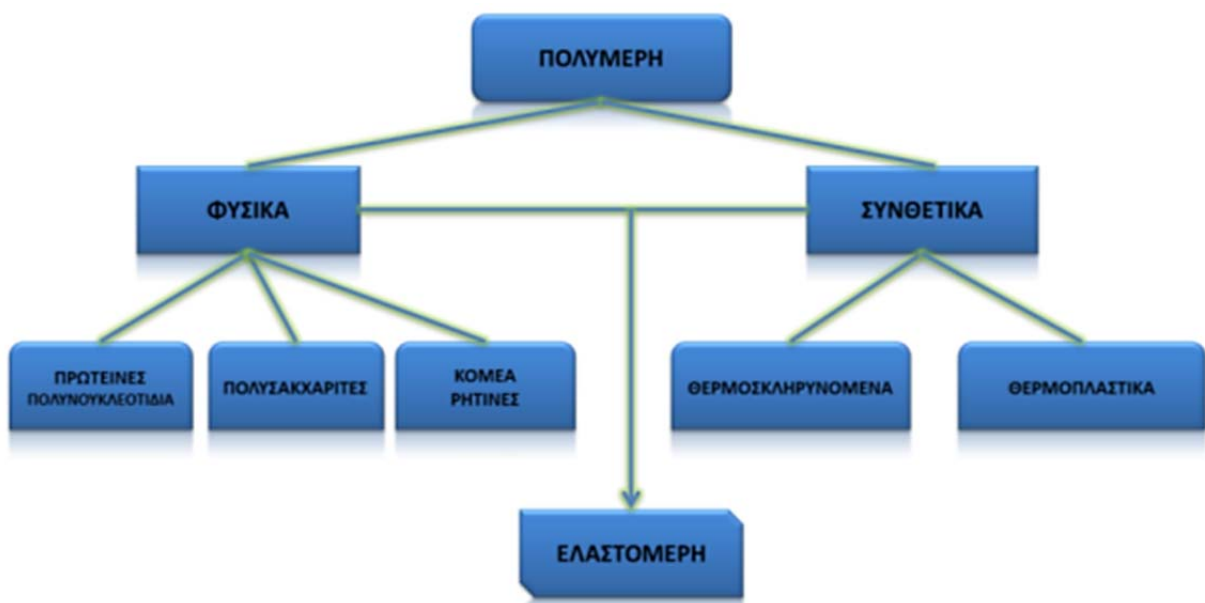 ΠΟΛΥΜΕΡΗ
ΦΥΣΙΚΑ
ΣΥΝΘΕΤΙΚΑ
ΠΡΩΤΕΙΝΕΣ
ΠΟΛΥΝΟΥΚΛΕΟΤΙΔΙΑ
ΠΟΛΥΣΑΚΧΑΡΙΤΕΣ
ΚΟΜΕΑ
ΡΗΤΙΝΕΣ
ΘΕΡΜΟΣΚΛΗΡΥΝΟΜΕΝΑ
ΘΕΡΜΟΠΛΑΣΤΙΚΑ
ΕΛΑΣΤΟΜΕΡΗ